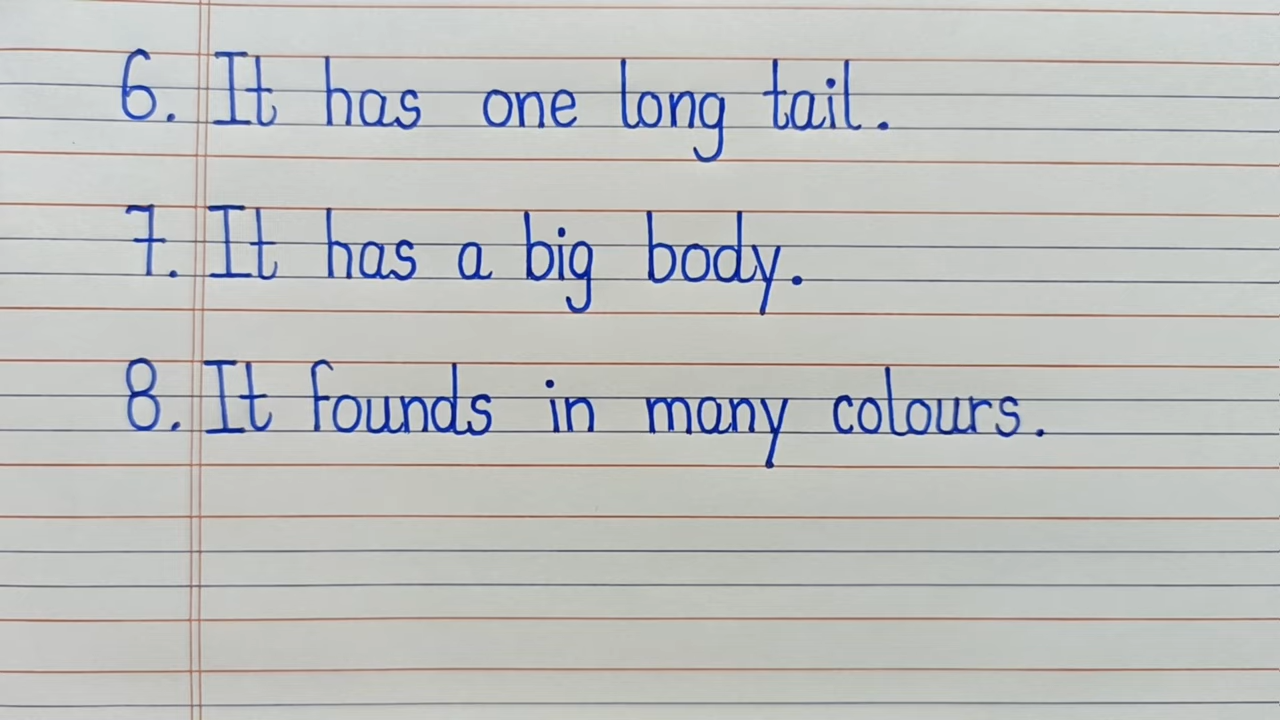 6. It has one long tail.
7. It has a big body.
8. It founds in many colours.